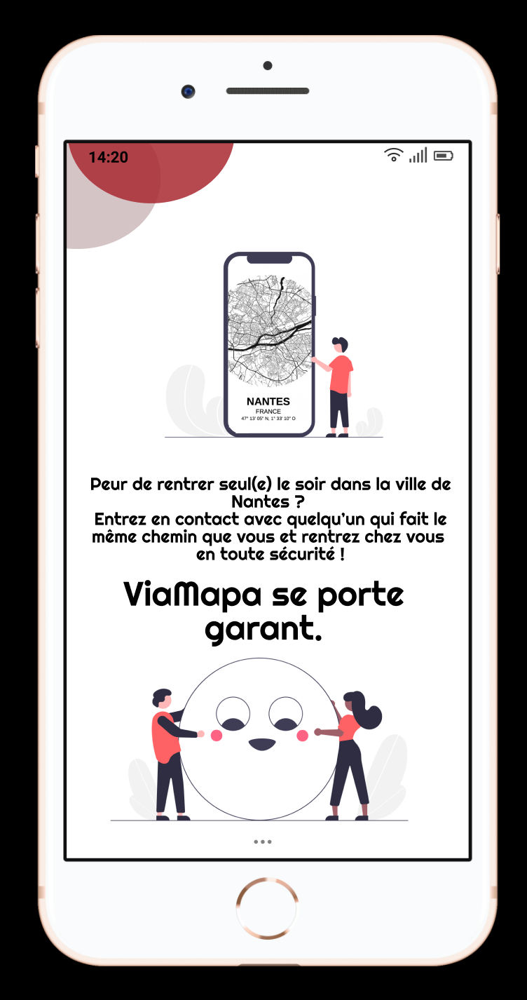 14:20
NANTES
FRANCE
47° 13' 05" N, 1° 33' 10" O
Peur de rentrer seul(e) le soir dans la ville de
Nantes ?
Entrez en contact avec quelqu'un qui fait le
même chemin que vous et rentrez chez vous
en toute sécurité !
ViaMapa se porte
garant.